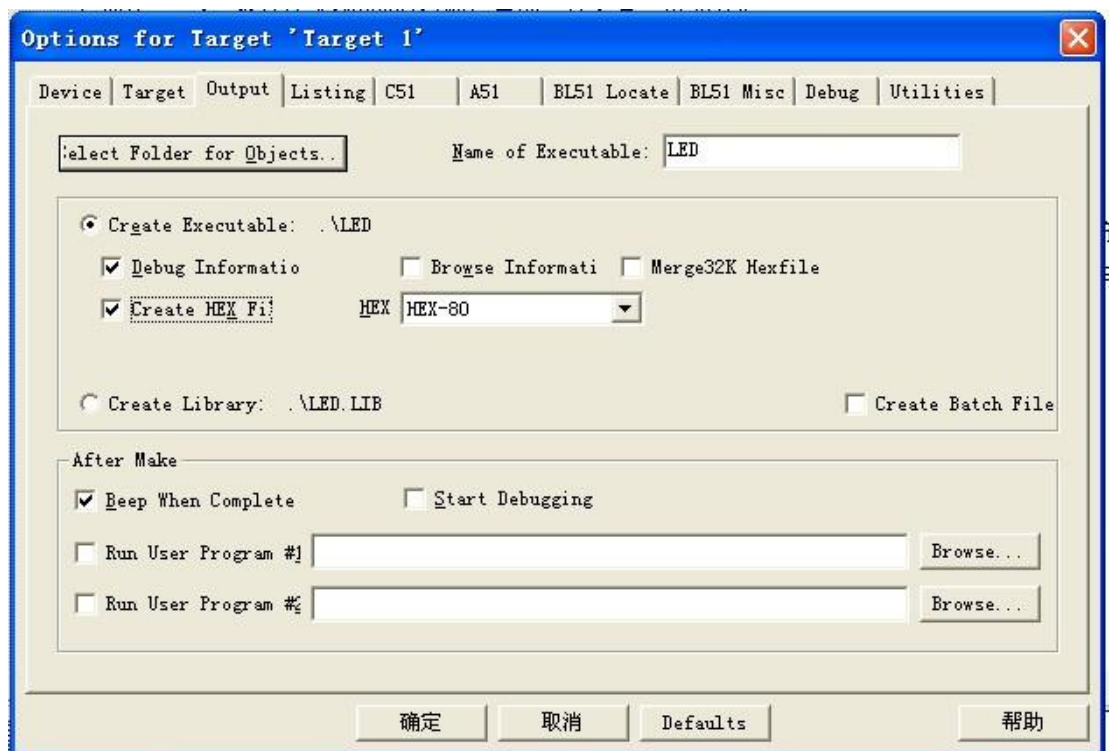 Options for Target 'Target 1'
Device Target Output Listing C51 A51 BL51 Locate BL51 Misc Debug Utilities
elect Folder for Objects.. Name of Executable: LED
Create Executable: .\LED
Debug Informatio Browse Informati Merge32K Hexfile
Create HEX Fi HEX HEX-80
Create Library: .\LED.LIB Create Batch File
After Make
Beep When Complete Start Debugging
Run User Program #1 Browse...
Run User Program # Browse...
确定 取消 Defaults 帮助